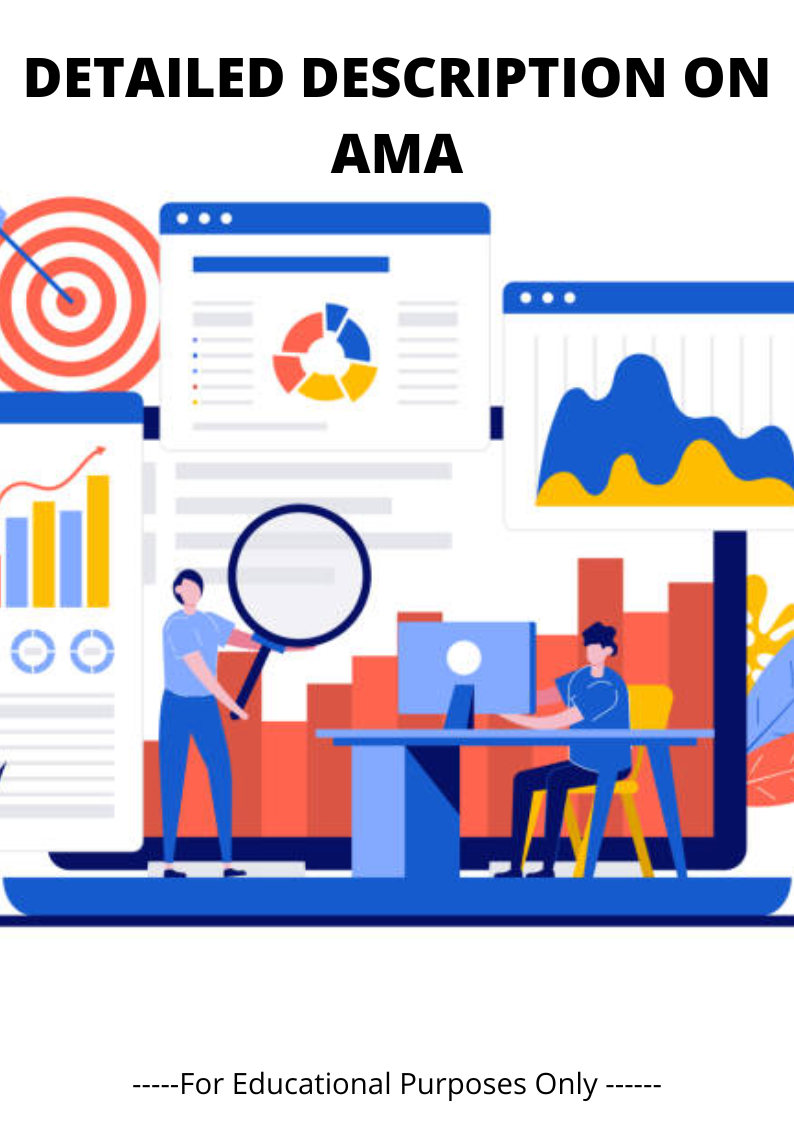 DETAILED DESCRIPTION ON
AMA
-----For Educational Purposes Only ------